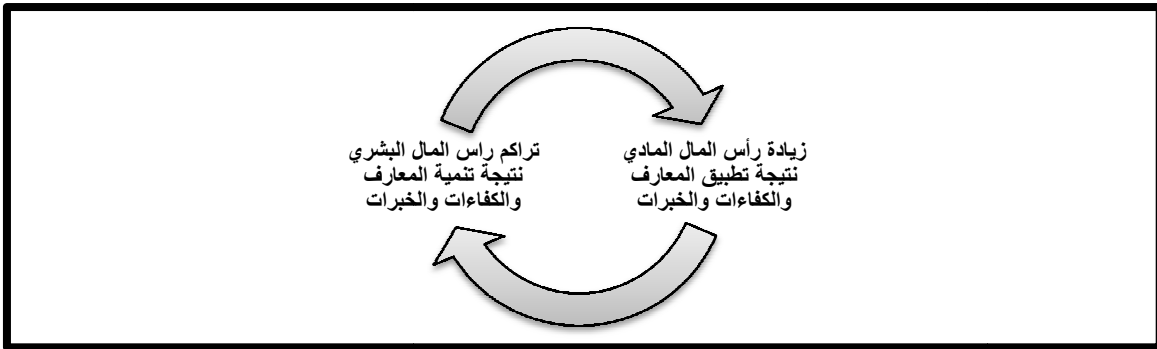 زيادة رأس المال المادي
نتيجة تطبيق المعارف
والكفاءات والخبرات
تراكم راس المال البشري
نتيجة تنمية المعارف
والكفاءات والخبرات